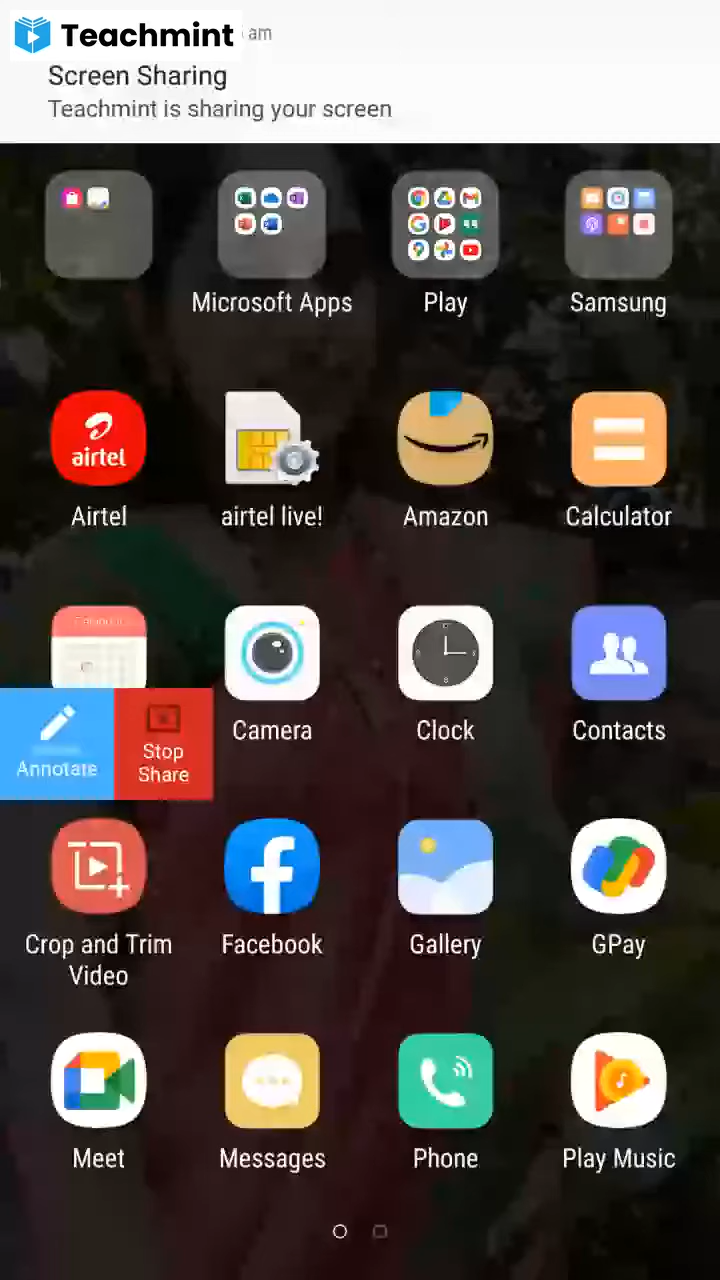 Teachmint
am
Screen Sharing
Teachmint is sharing your screen
Microsoft Apps
Play
Samsung
airtel
Airtel
airtel live!
Amazon
Calculator
Camera
Clock
Contacts
Annotate
Stop
Share
Crop and Trim
Video
Facebook
Gallery
GPay
Meet
Messages
Phone
Play Music